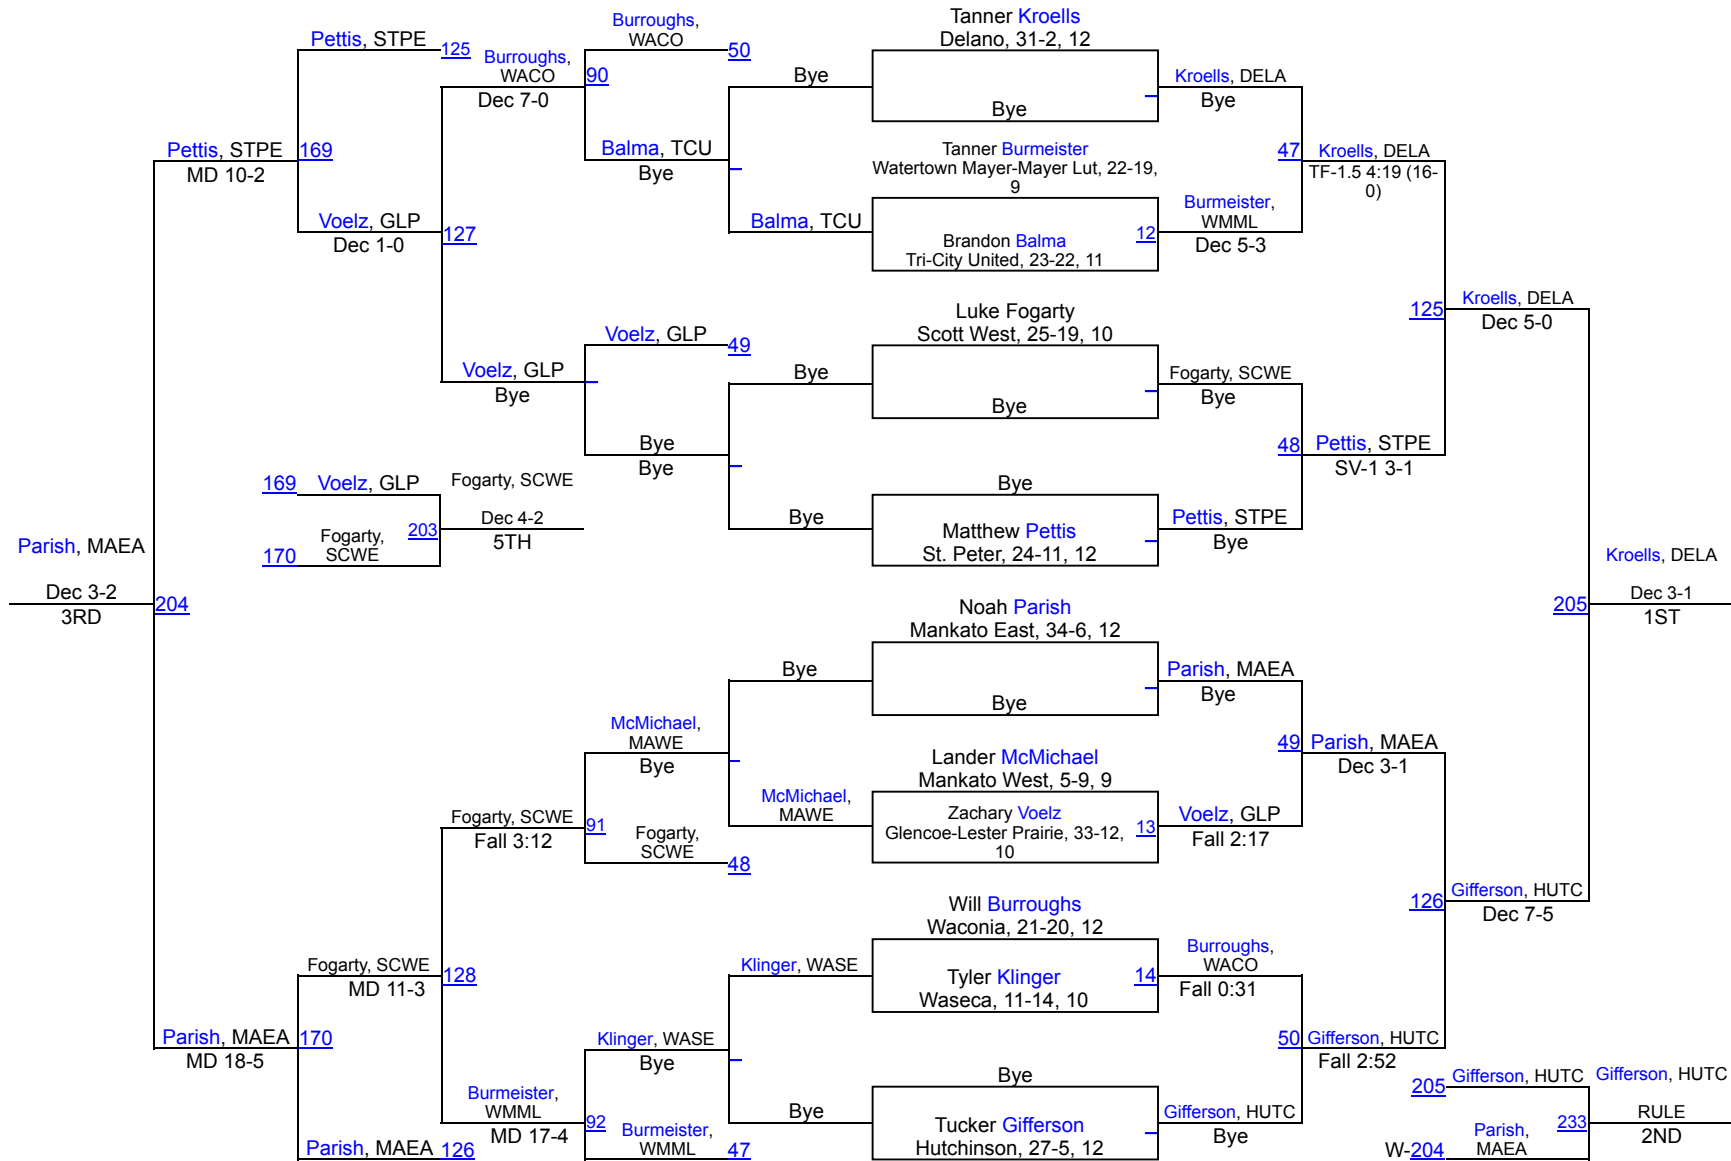 Pettis, STPE
125
Burroughs,
WACO
Dec 7-0
90
Burroughs,
WACO
50
Balma, TCU
Bye
Pettis, STPE
MD 10-2
169
Voelz, GLP
Dec 1-0
127
Voelz, GLP
Bye
Voelz, GLP
49
Bye
Bye
169
Voelz, GLP
170
Fogarty,
SCWE
203
Fogarty, SCWE
Dec 4-2
5TH
Parish, MAEA
Dec 3-2
3RD
204
McMichael,
MAWE
Bye
Fogarty, SCWE
Fall 3:12
91
Fogarty,
SCWE
48
Fogarty, SCWE
MD 11-3
128
Parish, MAEA
MD 18-5
170
Klinger, WASE
Bye
Burmeister,
WMML
MD 17-4
92
Burmeister,
WMML
47
Parish, MAEA
126
Bye
Balma, TCU
Bye
Bye
Bye
McMichael,
MAWE
Klinger, WASE
Bye
Tanner Kroells
Delano, 31-2, 12
Bye
Tanner Burmeister
Watertown Mayer-Mayer Lut, 22-19,
9
Brandon Balma
Tri-City United, 23-22, 11
12
Luke Fogarty
Scott West, 25-19, 10
Bye
Bye
Matthew Pettis
St. Peter, 24-11, 12
Noah Parish
Mankato East, 34-6, 12
Bye
Lander McMichael
Mankato West, 5-9, 9
Zachary Voelz
Glencoe-Lester Prairie, 33-12,
10
13
Will Burroughs
Waconia, 21-20, 12
Tyler Klinger
Waseca, 11-14, 10
14
Bye
Tucker Gifferson
Hutchinson, 27-5, 12
Kroells, DELA
Bye
Burmeister,
WMML
Dec 5-3
47
Kroells, DELA
TF-1.5 4:19 (16-
0)
Fogarty, SCWE
Bye
48
Pettis, STPE
SV-1 3-1
Pettis, STPE
Bye
125
Kroells, DELA
Dec 5-0
Parish, MAEA
Bye
49
Parish, MAEA
Dec 3-1
Voelz, GLP
Fall 2:17
Burroughs,
WACO
Fall 0:31
50
Gifferson, HUTC
Fall 2:52
Gifferson, HUTC
Bye
126
Gifferson, HUTC
Dec 7-5
205
Kroells, DELA
Dec 3-1
1ST
205
Gifferson, HUTC
W-204
Parish,
MAEA
233
Gifferson, HUTC
RULE
2ND